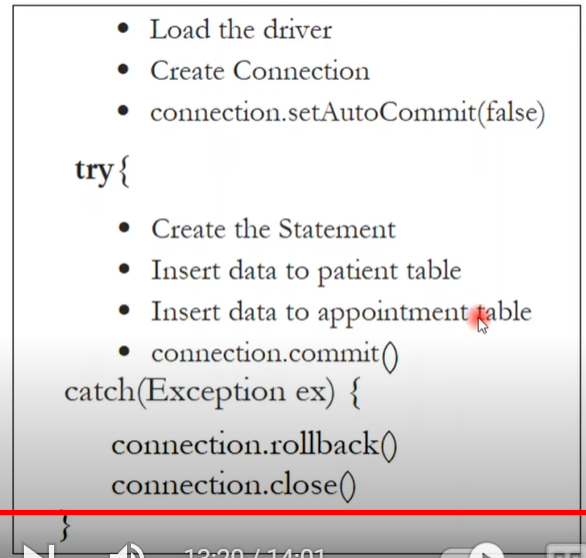 • Load the driver
• Create Connection
• connection.setAutoCommit(false)
try{
• Create the Statement
• Insert data to patient table
• Insert data to appointment table
• connection.commit()
catch(Exception ex) {
connection.rollback()
connection.close()
}
13:20 / 14:01